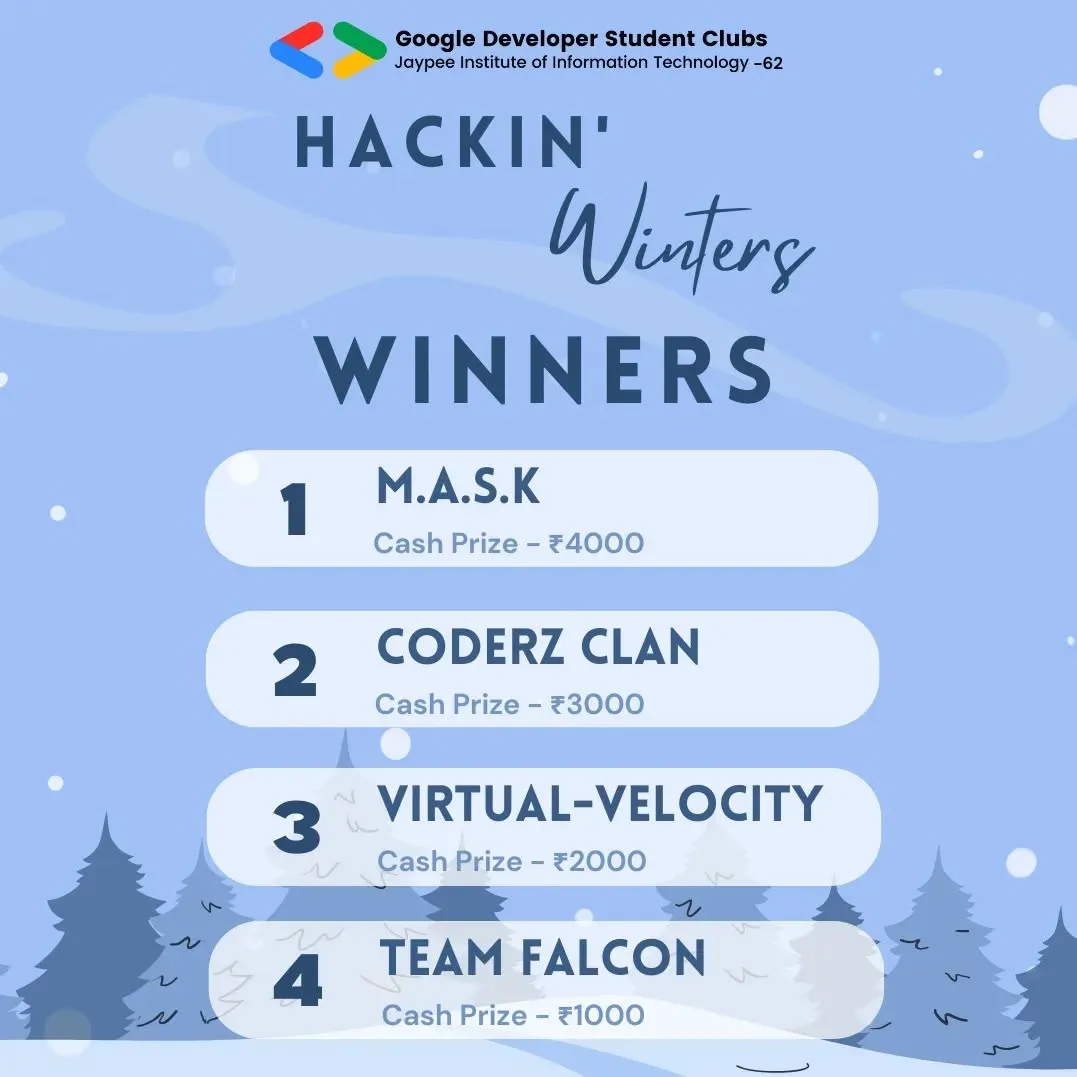 Google Developer Student Clubs
Jaypee Institute of Information Technology -62
HACKIN'
Winters
WINNERS
1
M.A.S.K
Cash Prize - ₹4000
2
CODERZ CLAN
Cash Prize - ₹3000
3
VIRTUAL-VELOCITY
Cash Prize - ₹2000
4
TEAM FALCON
Cash Prize - ₹1000